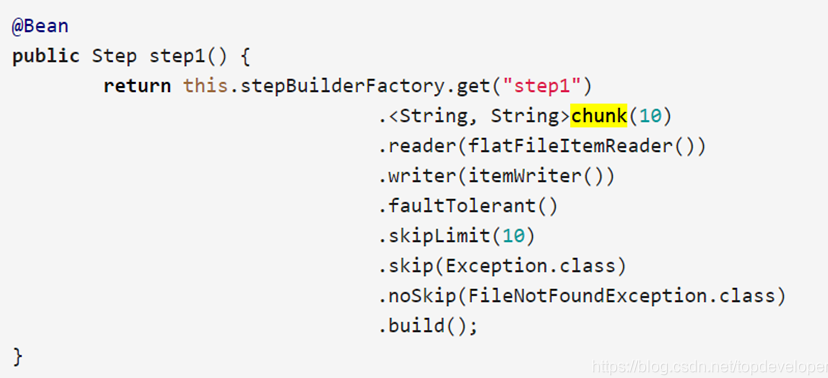 @Bean
public Step step1() {
        return this.stepBuilderFactory.get("step1")
                                .<String, String>chunk(10)
                                .reader(flatFileItemReader())
                                .writer(itemWriter())
                                .faultTolerant()
                                .skipLimit(10)
                                .skip(Exception.class)
                                .noSkip(FileNotFoundException.class)
                                .build();
}
https://blog.csdn.net/topdeveloper